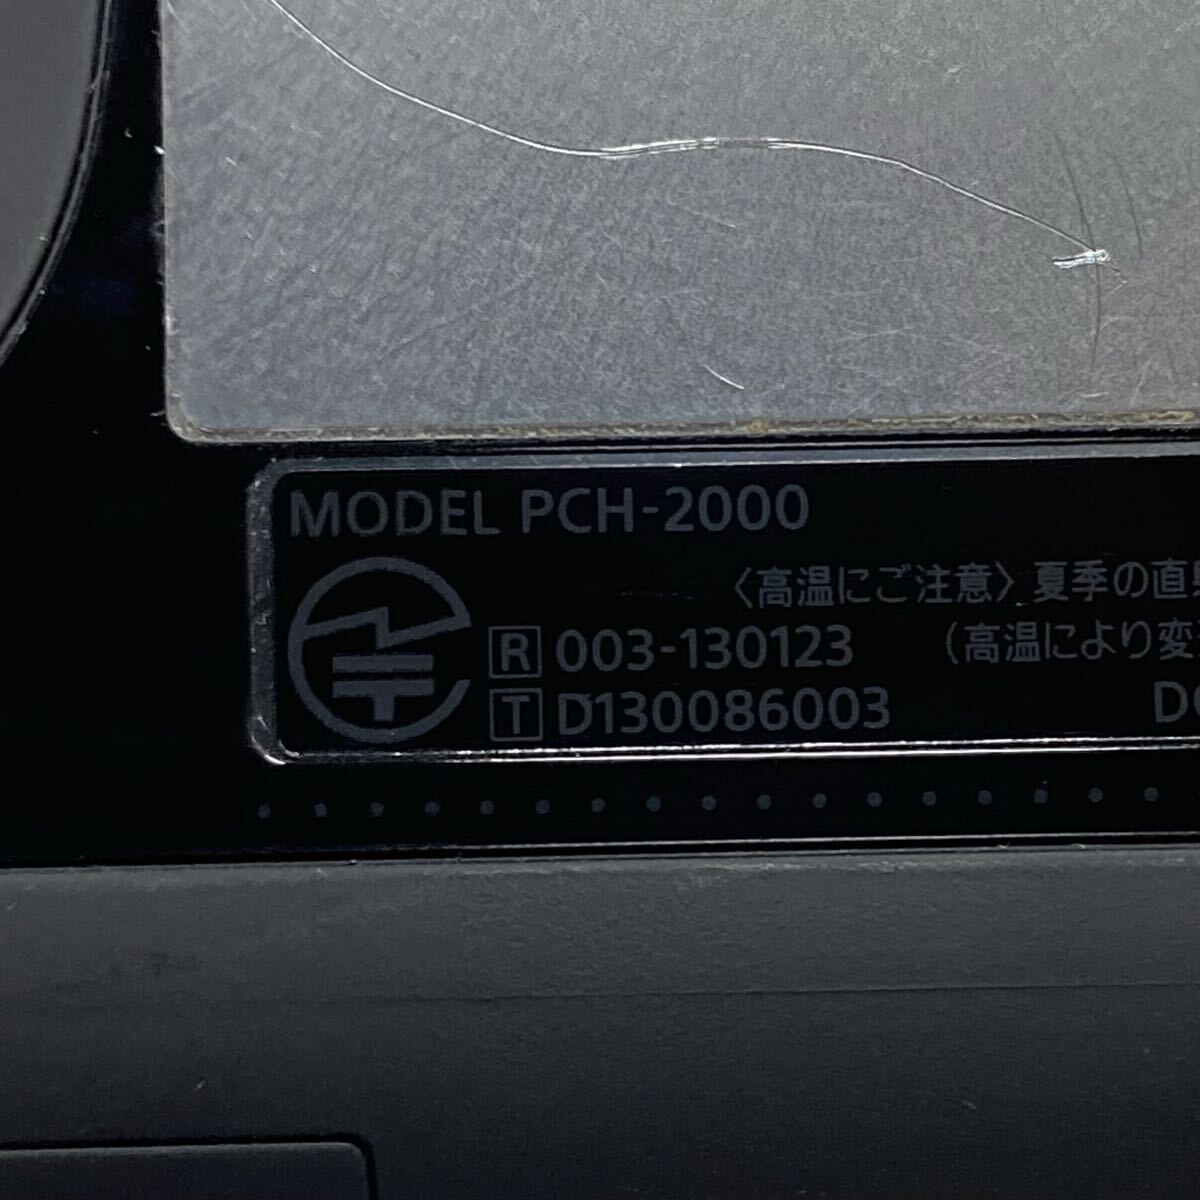 MODEL PCH-2000
〈高温にご注意〉夏季の直
R 003-130123
(高温により変
T D130086003